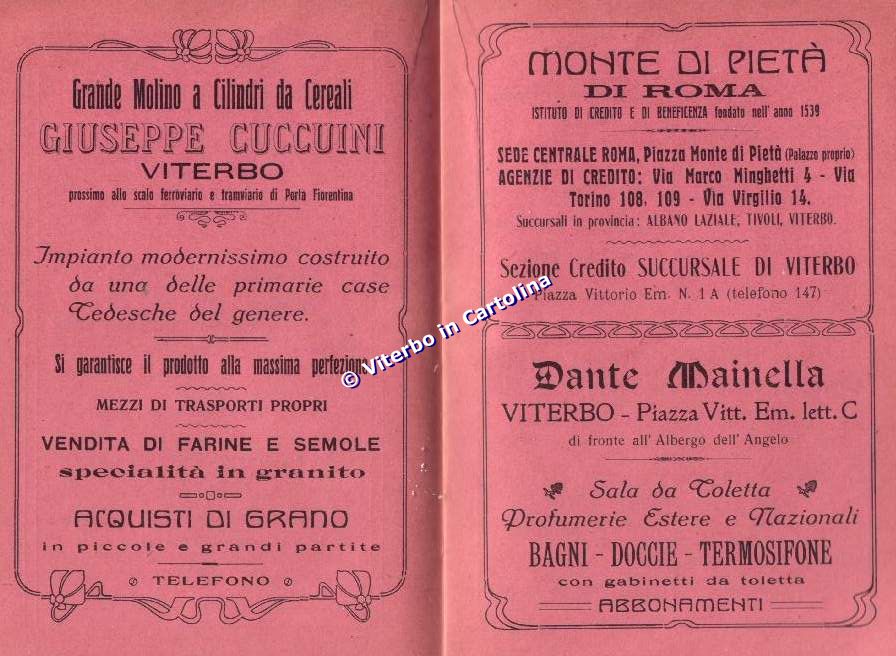 Grande Molino a Cilindri da Cereali
GIUSEPPE CUCCUINI
VITERBO
prossimo allo scalo ferroviario e tramviario di Porta Fiorentina
Impianto modernissimo costruito
da una delle primarie case
Tedesche del genere.
Si garantisce il prodotto alla massima perfezione
MEZZI DI TRASPORTI PROPRI
VENDITA DI FARINE E SEMOLE
specialità in granito
ACQUISTI DI GRANO
in piccole e grandi partite
TELEFONO
MONTE DI PIETÀ
DI ROMA
ISTITUTO DI CREDITO E DI BENEFICENZA fondato nell' anno 1539
SEDE CENTRALE ROMA, Piazza Monte di Pietà (Palazzo proprio)
AGENZIE DI CREDITO: Via Marco Minghetti 4 - Via
Torino 108, 109 - Via Virgilio 14.
Succursali in provincia: ALBANO LAZIALE, TIVOLI, VITERBO.
Sezione Credito SUCCURSALE DI VITERBO
Piazza Vittorio Em. N. 1 A (telefono 147)
Dante Mainella
VITERBO - Piazza Vitt. Em. lett. C
di fronte all' Albergo dell' Angelo
Sala da Toletta
Profumerie Estere e Nazionali
BAGNI - DOCCIE - TERMOSIFONE
con gabinetti da toletta
ABBONAMENTI
© Viterbo in Cartolina